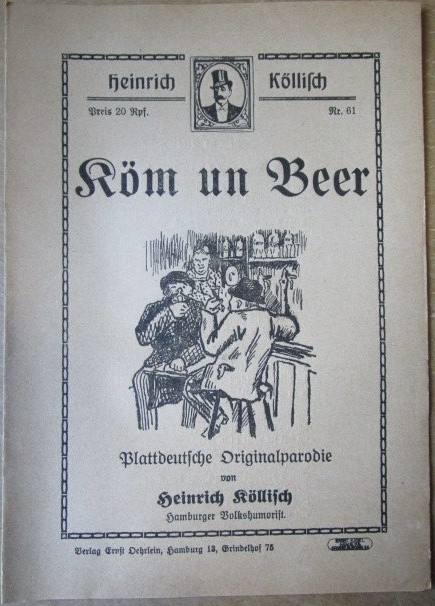 Heinrich Köllisch
Preis 20 Rpf. Nr. 61
Köm un Beer
Plattdeutsche Originalparodie
von
Heinrich Köllisch
Hamburger Volkshumorist.
Verlag Ernst Oehrlein, Hamburg 13, Grindelhof 75